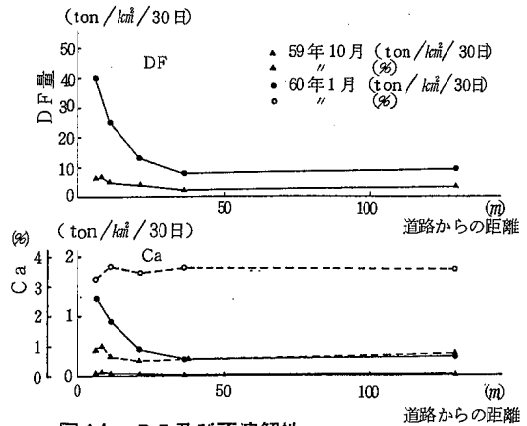 (ton/km²/30日)
DF量
50
40
30
20
10
0
DF
▲ 59年10月 (ton/km²/30日)
▲ 〃 (%)
● 60年1月 (ton/km²/30日)
○ 〃 (%)
50
100
(m)
道路からの距離
(%)
(ton/km²/30日)
Ca
4
3
2
1
0
2
1
0
Ca
50
100
(m)
道路からの距離